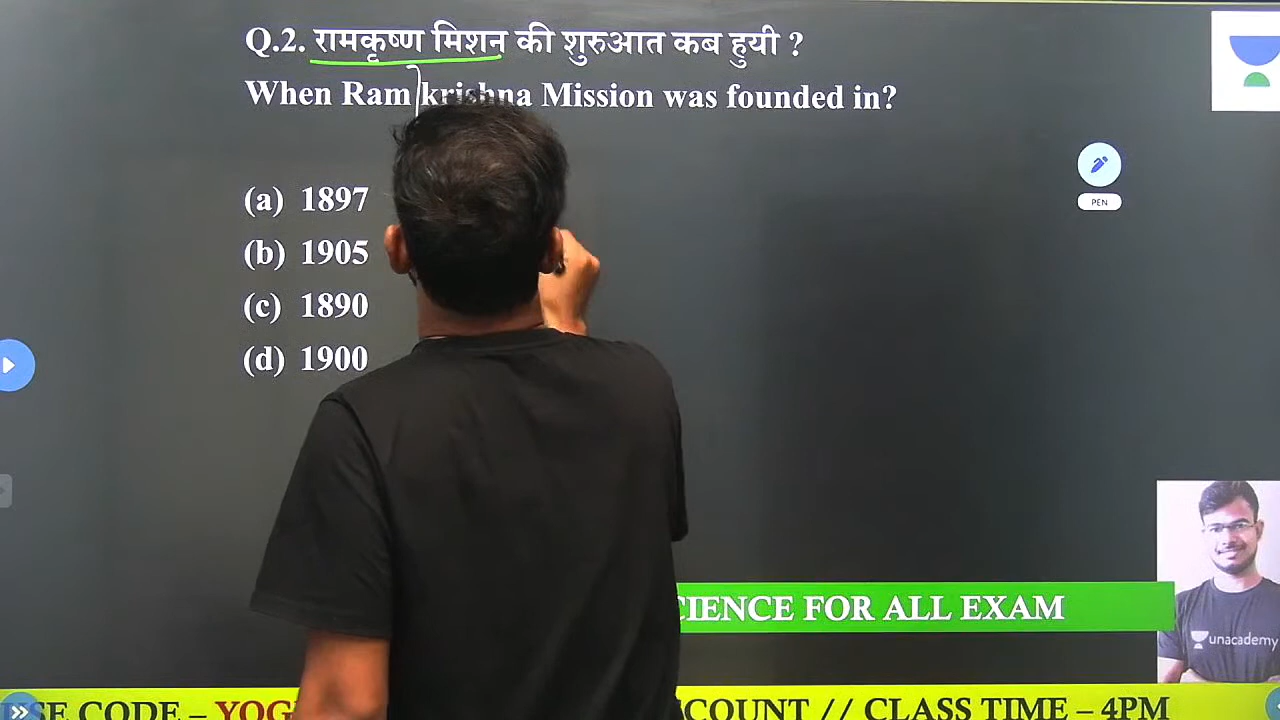 Q.2. रामकृष्ण मिशन की शुरुआत कब हुयी ?
When Ram krishna Mission was founded in?
PEN
(a) 1897
(b) 1905
(c) 1890
(d) 1900
CIENCE FOR ALL EXAM
unacademy
SE CODE – YOG COUNT // CLASS TIME – 4PM